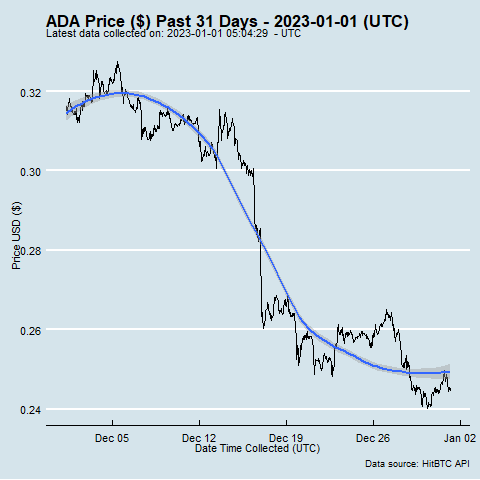 ADA Price ($) Past 31 Days - 2023-01-01 (UTC)
Latest data collected on: 2023-01-01 05:04:29 - UTC
0.32
0.30
0.28
0.26
0.24
Price USD ($)
Dec 05 Dec 12 Dec 19 Dec 26 Jan 02
Date Time Collected (UTC)
Data source: HitBTC API